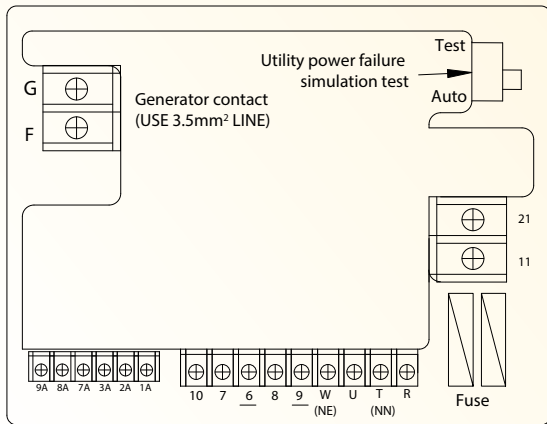 Test
Utility power failure
simulation test
Auto
G
F
Generator contact
(USE 3.5mm² LINE)
21
11
9A 8A 7A 3A 2A 1A
10 7 6 8 9 W U T R
(NE) (NN)
Fuse